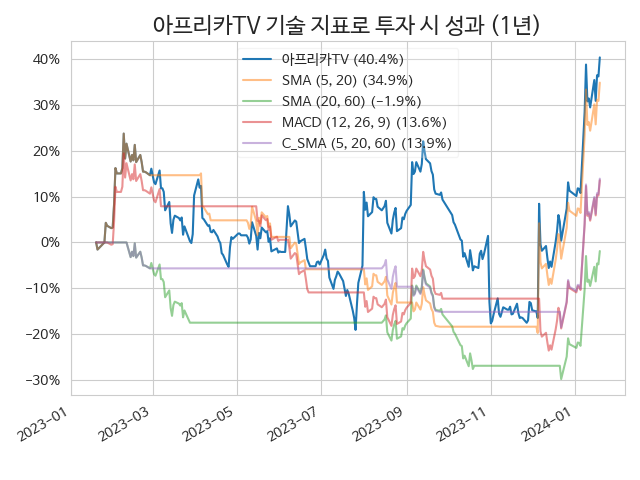 아프리카TV 기술 지표로 투자 시 성과 (1년)
아프리카TV (40.4%)
SMA (5, 20) (34.9%)
SMA (20, 60) (−1.9%)
MACD (12, 26, 9) (13.6%)
C_SMA (5, 20, 60) (13.9%)
40%
30%
20%
10%
0%
−10%
−20%
−30%
2023−01
2023−03
2023−05
2023−07
2023−09
2023−11
2024−01